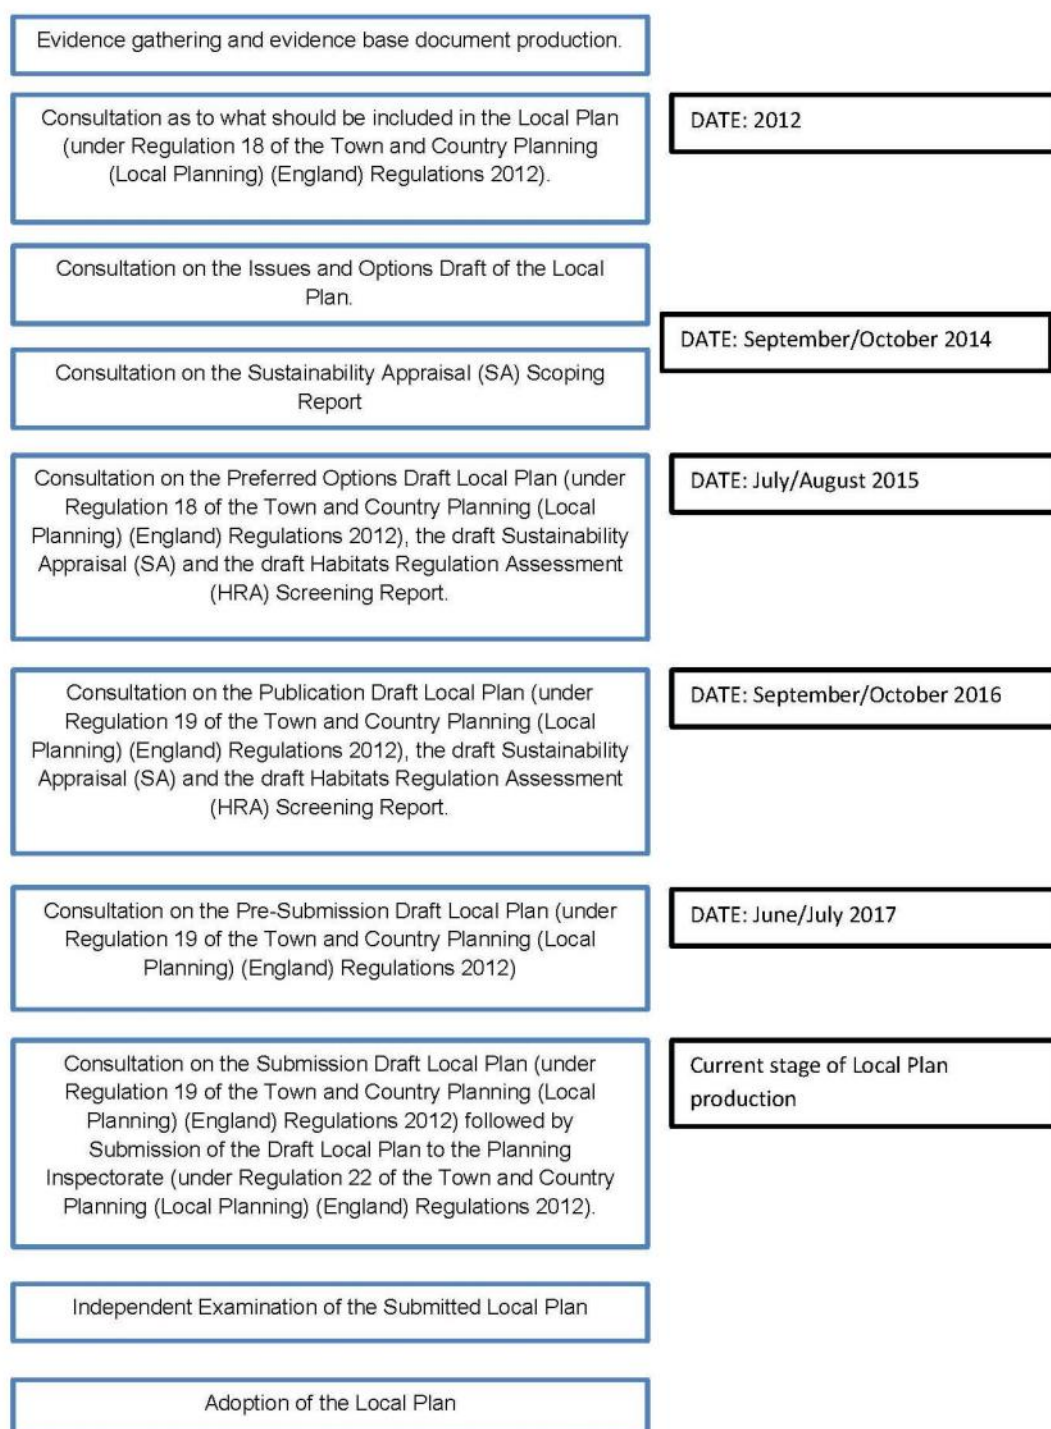 Evidence gathering and evidence base document production.
Consultation as to what should be included in the Local Plan
(under Regulation 18 of the Town and Country Planning
(Local Planning) (England) Regulations 2012).
DATE: 2012
Consultation on the Issues and Options Draft of the Local
Plan.
DATE: September/October 2014
Consultation on the Sustainability Appraisal (SA) Scoping
Report
Consultation on the Preferred Options Draft Local Plan (under
Regulation 18 of the Town and Country Planning (Local
Planning) (England) Regulations 2012), the draft Sustainability
Appraisal (SA) and the draft Habitats Regulation Assessment
(HRA) Screening Report.
DATE: July/August 2015
Consultation on the Publication Draft Local Plan (under
Regulation 19 of the Town and Country Planning (Local
Planning) (England) Regulations 2012), the draft Sustainability
Appraisal (SA) and the draft Habitats Regulation Assessment
(HRA) Screening Report.
DATE: September/October 2016
Consultation on the Pre-Submission Draft Local Plan (under
Regulation 19 of the Town and Country Planning (Local
Planning) (England) Regulations 2012)
DATE: June/July 2017
Consultation on the Submission Draft Local Plan (under
Regulation 19 of the Town and Country Planning (Local
Planning) (England) Regulations 2012) followed by
Submission of the Draft Local Plan to the Planning
Inspectorate (under Regulation 22 of the Town and Country
Planning (Local Planning) (England) Regulations 2012).
Current stage of Local Plan
production
Independent Examination of the Submitted Local Plan
Adoption of the Local Plan